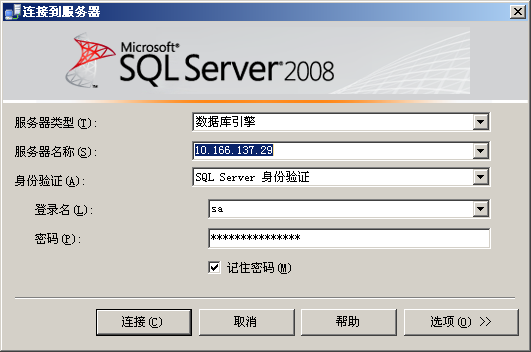 连接到服务器
Microsoft®
SQL Server® 2008
服务器类型(T):
数据库引擎
服务器名称(S):
10.166.137.29
身份验证(A):
SQL Server 身份验证
登录名(L):
sa
密码(P):
***************
记住密码(M)
连接(C) 取消 帮助 选项(O) >>